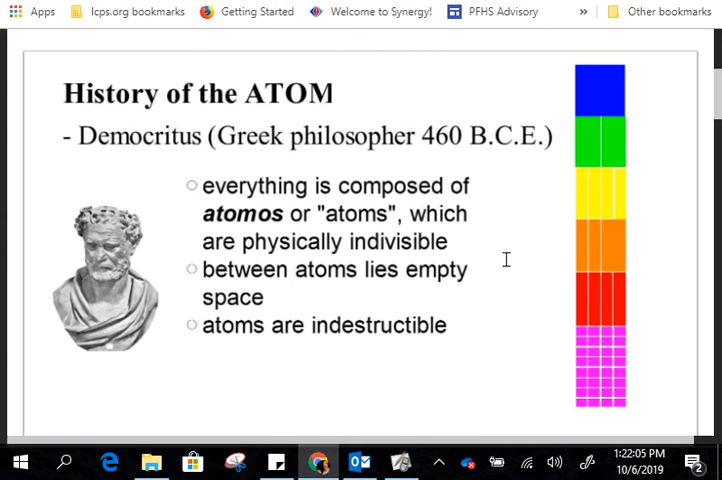 Apps lcps.org bookmarks Getting Started Welcome to Synergy! PFHS Advisory » Other bookmarks
History of the ATOM
- Democritus (Greek philosopher 460 B.C.E.)
everything is composed of
atomos or "atoms", which
are physically indivisible
between atoms lies empty
space
atoms are indestructible
1:22:05 PM
10/6/2019
2